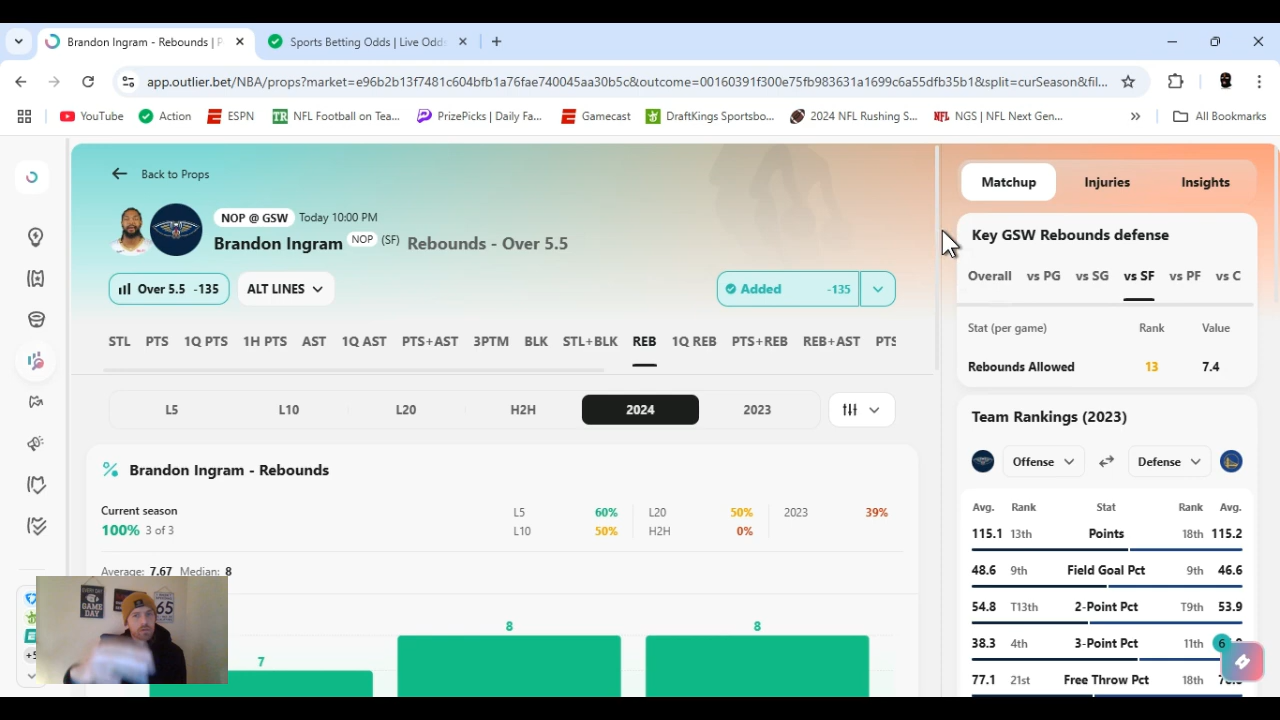 Brandon Ingram - Rebounds | P
Sports Betting Odds | Live Odd
app.outlier.bet/NBA/props?market=e96b2b13f7481c604bfb1a76fae740045aa30b5c&outcome=00160391f300e75fb983631a1699c6a55dfb35b1&split=curSeason&fil...
YouTube Action ESPN NFL Football on Tea... PrizePicks | Daily Fa... Gamecast DraftKings Sportsbo... 2024 NFL Rushing S... NGS | NFL Next Gen... All Bookmarks
Back to Props
NOP @ GSW Today 10:00 PM
Brandon Ingram NOP (SF) Rebounds - Over 5.5
Over 5.5 -135 ALT LINES Added -135
STL PTS 1Q PTS 1H PTS AST 1Q AST PTS+AST 3PTM BLK STL+BLK REB 1Q REB PTS+REB REB+AST PTS
L5 L10 L20 H2H 2024 2023
Brandon Ingram - Rebounds
Current season L5 60% L20 50% 2023 39%
100% 3 of 3 L10 50% H2H 0%
Average: 7.67 Median: 8
7 8 8
GAME DAY
65
Matchup Injuries Insights
Key GSW Rebounds defense
Overall vs PG vs SG vs SF vs PF vs C
Stat (per game) Rank Value
Rebounds Allowed 13 7.4
Team Rankings (2023)
Offense Defense
Avg. Rank Stat Rank Avg.
115.1 13th Points 18th 115.2
48.6 9th Field Goal Pct 9th 46.6
54.8 T13th 2-Point Pct T9th 53.9
38.3 4th 3-Point Pct 11th
6
77.1 21st Free Throw Pct 18th